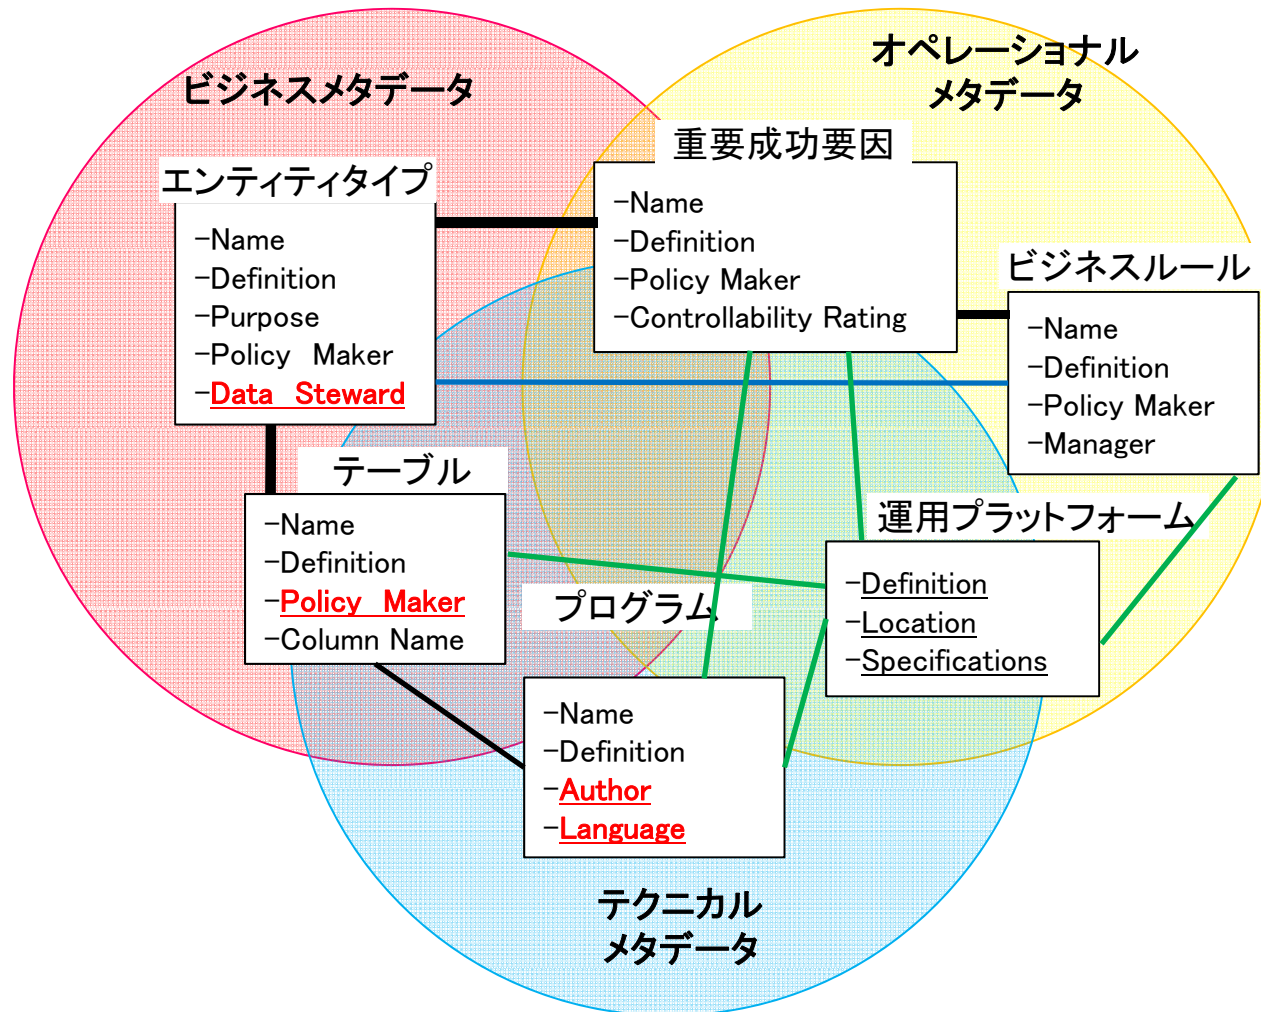 ビジネスメタデータ
オペレーショナル
メタデータ
エンティティタイプ
-Name
-Definition
-Purpose
-Policy Maker
-Data Steward
重要成功要因
-Name
-Definition
-Policy Maker
-Controllability Rating
ビジネスルール
-Name
-Definition
-Policy Maker
-Manager
テーブル
-Name
-Definition
-Policy Maker
-Column Name
運用プラットフォーム
-Definition
-Location
-Specifications
プログラム
-Name
-Definition
-Author
-Language
テクニカル
メタデータ